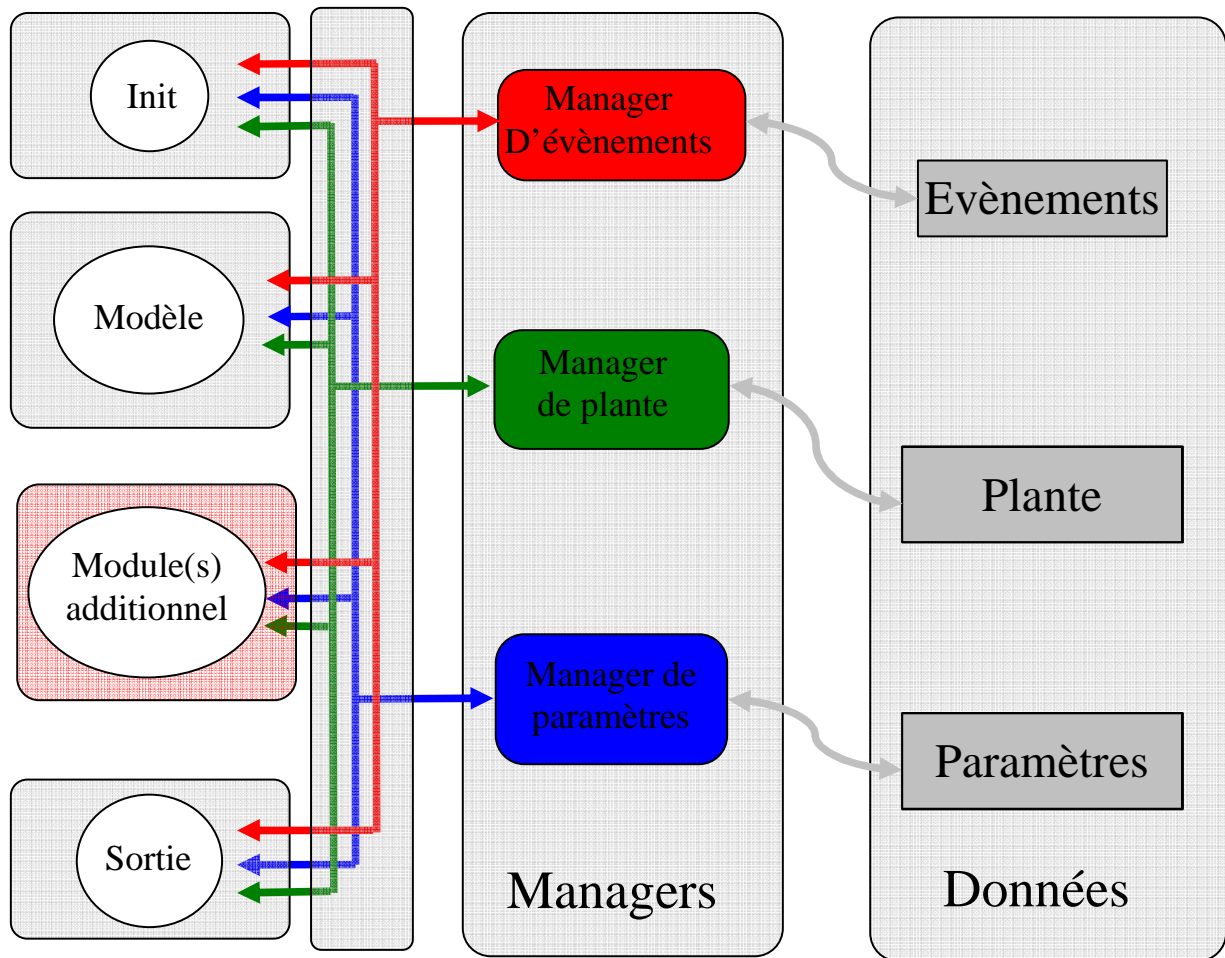 Init
Modèle
Module(s)
additionnel
Sortie
Manager
D'évènements
Manager
de plante
Manager de
paramètres
Managers
Evènements
Plante
Paramètres
Données